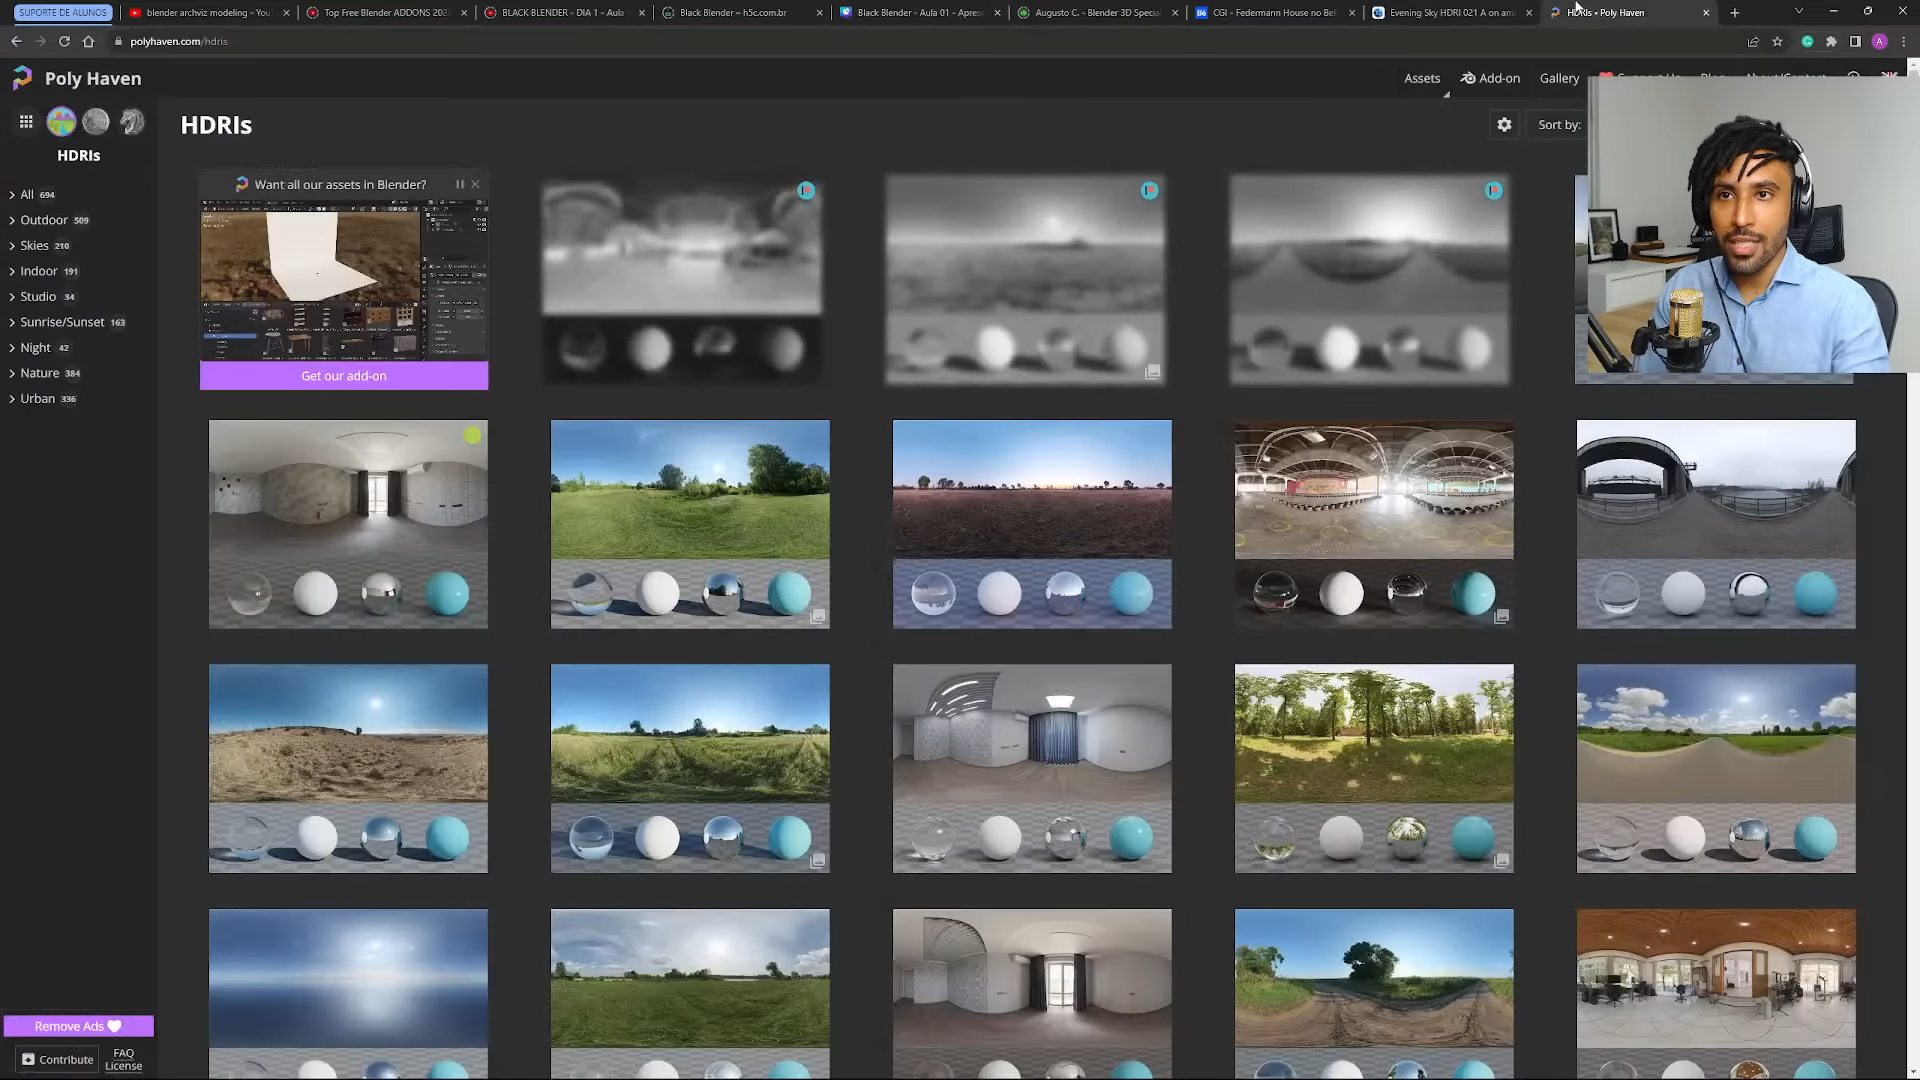 SUPORTE DE ALUNOS
blender archviz modeling - You
Top Free Blender ADDONS 202
BLACK BLENDER - DIA 1 - Aula
Black Blender – h5c.com.br
Black Blender - Aula 01 - Apres
Augusto C. - Blender 3D Special
Bē
CGI - Federmann House no Beh
Evening Sky HDRI 021 A on am
HDRIs • Poly Haven
polyhaven.com/hdris
A
Poly Haven
Assets
Add-on
Gallery
HDRIs
HDRIs
Sort by:
All 694
Outdoor 509
Skies 210
Indoor 191
Studio 34
Sunrise/Sunset 163
Night 42
Nature 384
Urban 336
Want all our assets in Blender?
Get our add-on
Remove Ads
Contribute
FAQ
License